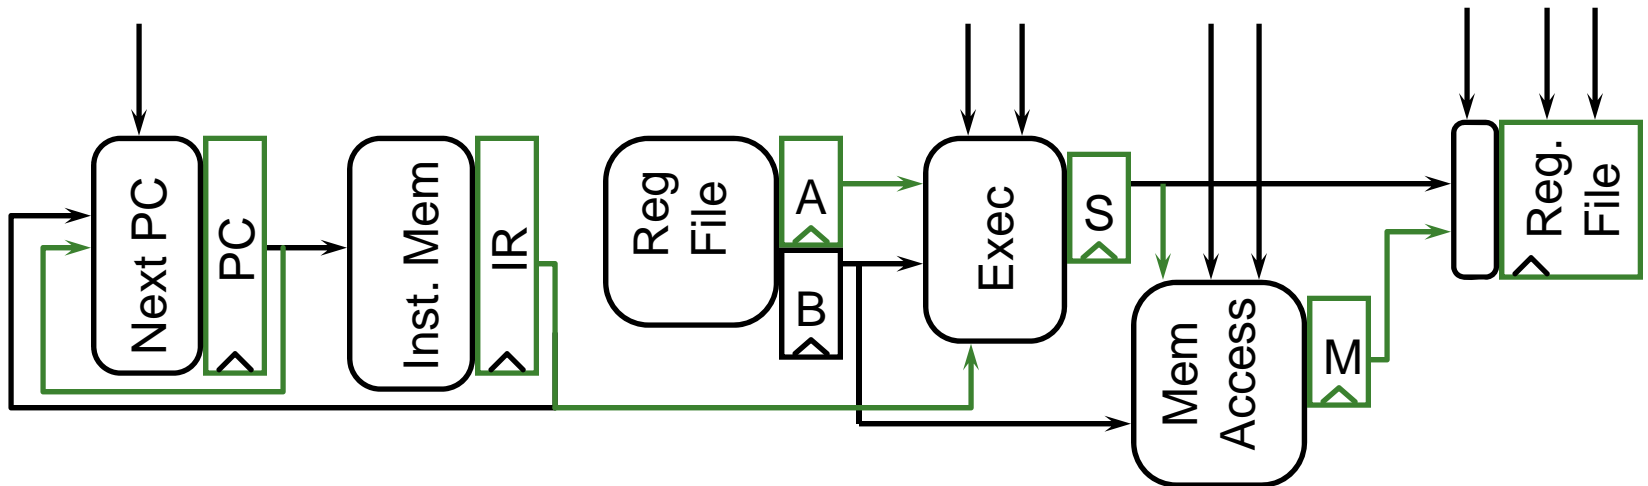 Next PC
PC
Inst. Mem
IR
Reg
File
A
B
Exec
S
Mem
Access
M
Reg.
File